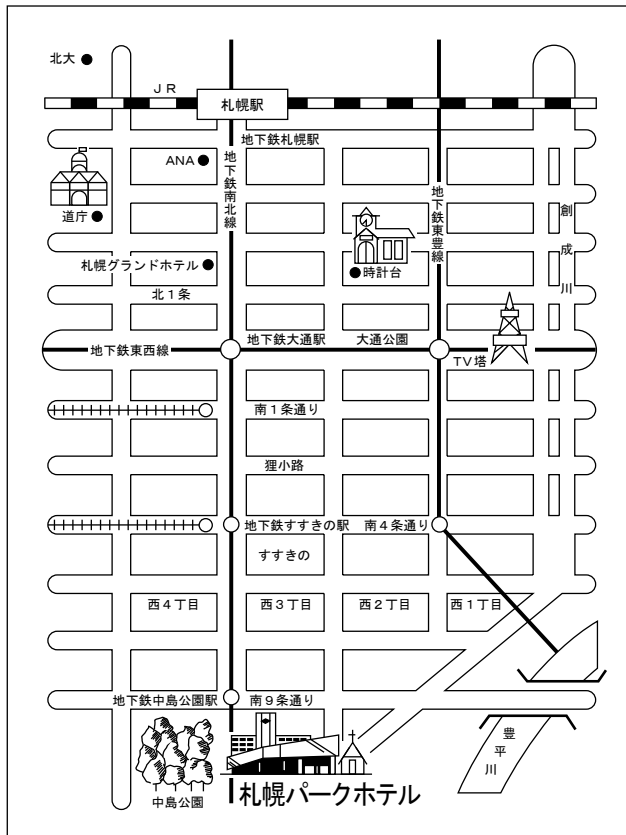 北大
ＪＲ
札幌駅
地下鉄札幌駅
ANA
地下鉄南北線
地下鉄東豊線
道庁
創成川
札幌グランドホテル
時計台
北１条
地下鉄東西線
地下鉄大通駅
大通公園
TV塔
南１条通り
狸小路
地下鉄すすきの駅
南４条通り
すすきの
西４丁目
西３丁目
西２丁目
西１丁目
地下鉄中島公園駅
南９条通り
豊平川
中島公園
札幌パークホテル